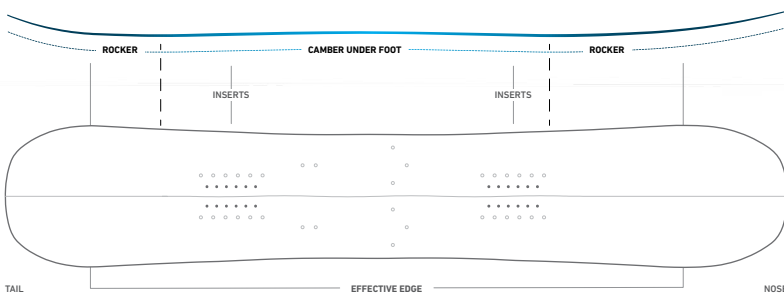 ROCKER CAMBER UNDER FOOT ROCKER
INSERTS INSERTS
TAIL EFFECTIVE EDGE NOSE